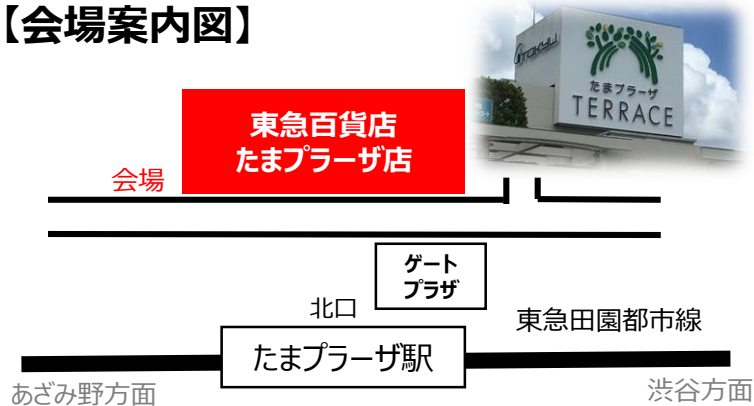 【会場案内図】
TOKYU
たまプラーザ
TERRACE
東急百貨店
たまプラーザ店
会場
ゲート
プラザ
北口
東急田園都市線
たまプラーザ駅
あざみ野方面
渋谷方面